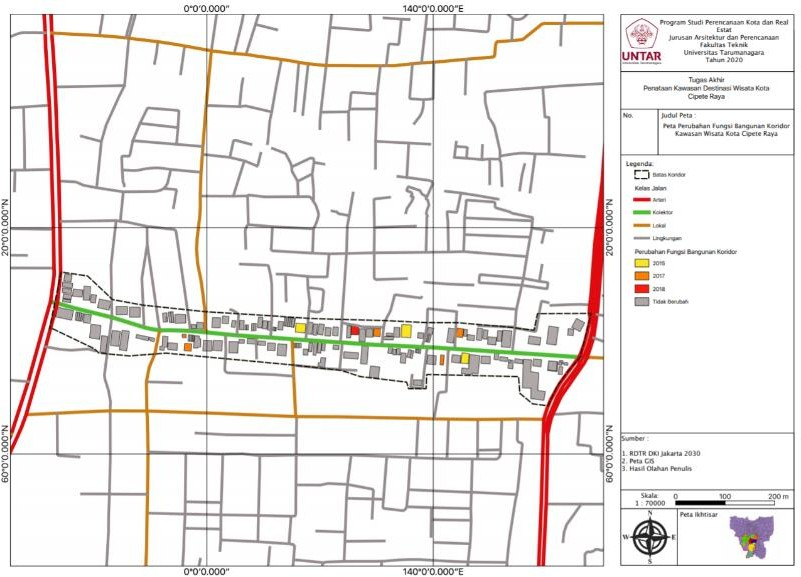 0°0'0.000" 140°0'0.000"E
20°0'0.000"N 20°0'0.000"N
60°0'0.000"N 60°0'0.000"N
0°0'0.000" 140°0'0.000"E
UNTAR
Program Studi Perencanaan Kota dan Real
Estat
Jurusan Arsitektur dan Perencanaan
Fakultas Teknik
Universitas Tarumanagara
Tahun 2020
Tugas Akhir
Penataan Kawasan Destinasi Wisata Kota
Cipete Raya
No.
Judul Peta :
Peta Perubahan Fungsi Bangunan Koridor
Kawasan Wisata Kota Cipete Raya
Legenda:
Batas Koridor
Kelas Jalan
Arteri
Kolektor
Lokal
Lingkungan
Perubahan Fungsi Bangunan Koridor
2016
2017
2018
Tidak Berubah
Sumber :
1. RDTR DKI Jakarta 2030
2. Peta GIS
3. Hasil Olahan Penulis
Skala:
1 : 70000
0 100 200 m
N
W E
S
Peta Ikhtisar